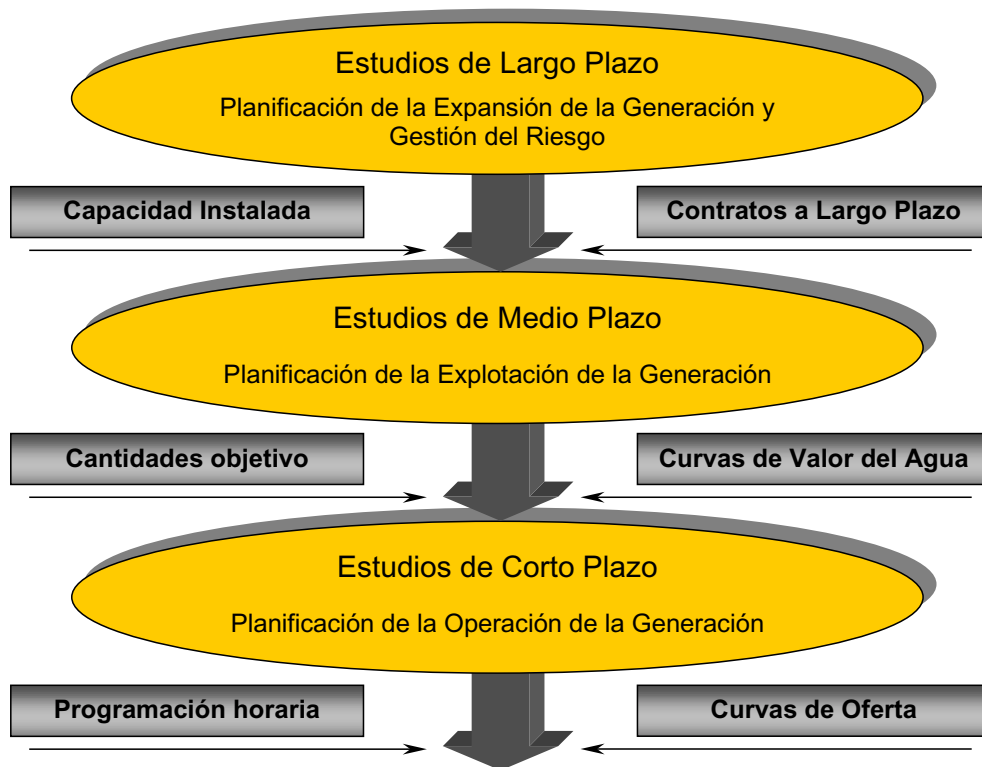 Estudios de Largo Plazo
Planificación de la Expansión de la Generación y
Gestión del Riesgo
Capacidad Instalada
Contratos a Largo Plazo
Estudios de Medio Plazo
Planificación de la Explotación de la Generación
Cantidades objetivo
Curvas de Valor del Agua
Estudios de Corto Plazo
Planificación de la Operación de la Generación
Programación horaria
Curvas de Oferta